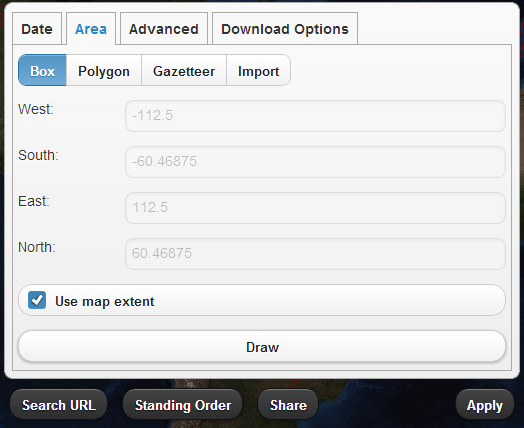 Date Area Advanced Download Options
Box Polygon Gazetteer Import
West: -112.5
South: -60.46875
East: 112.5
North: 60.46875
Use map extent
Draw
Search URL Standing Order Share Apply